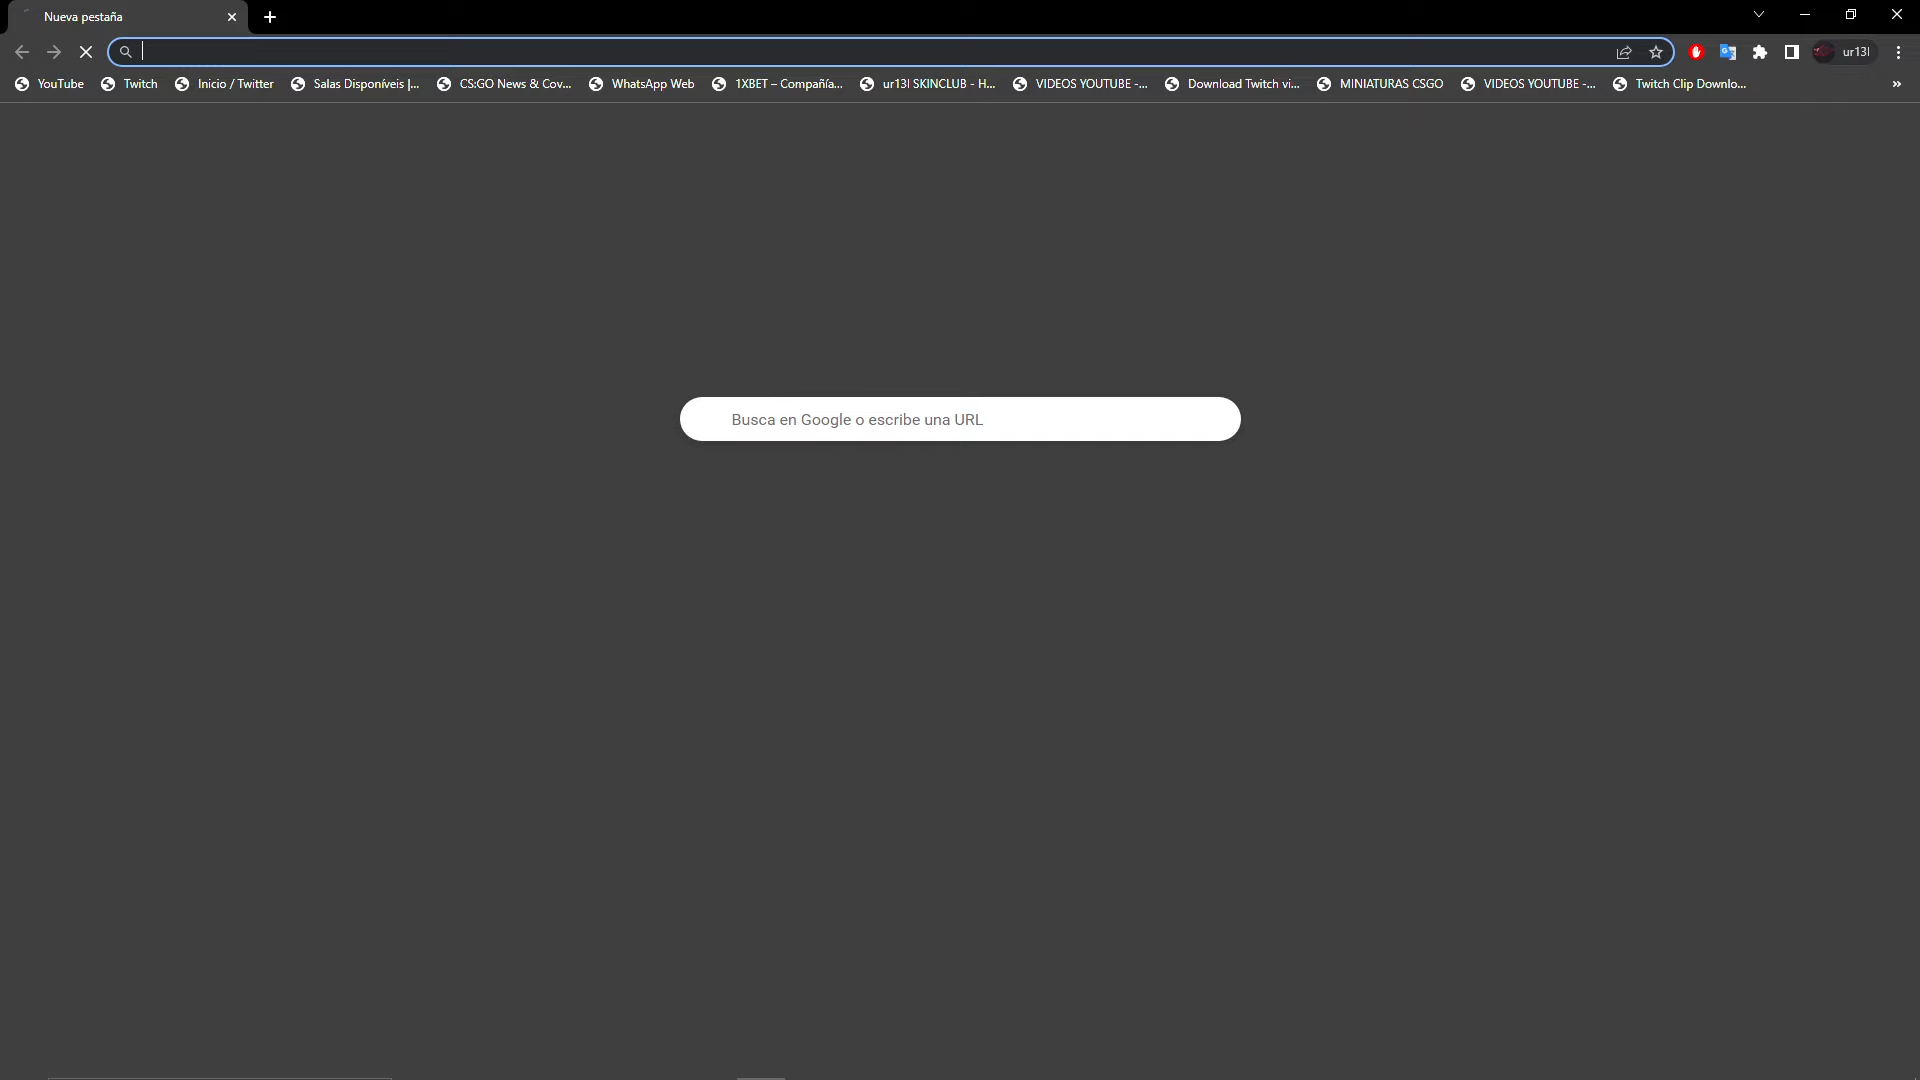 Nueva pestaña
ur13l
YouTube Twitch Inicio / Twitter Salas Disponíveis |... CS:GO News & Cov... WhatsApp Web 1XBET – Compañía... ur13l SKINCLUB - H... VIDEOS YOUTUBE -... Download Twitch vi... MINIATURAS CSGO VIDEOS YOUTUBE -... Twitch Clip Downlo... »
Busca en Google o escribe una URL